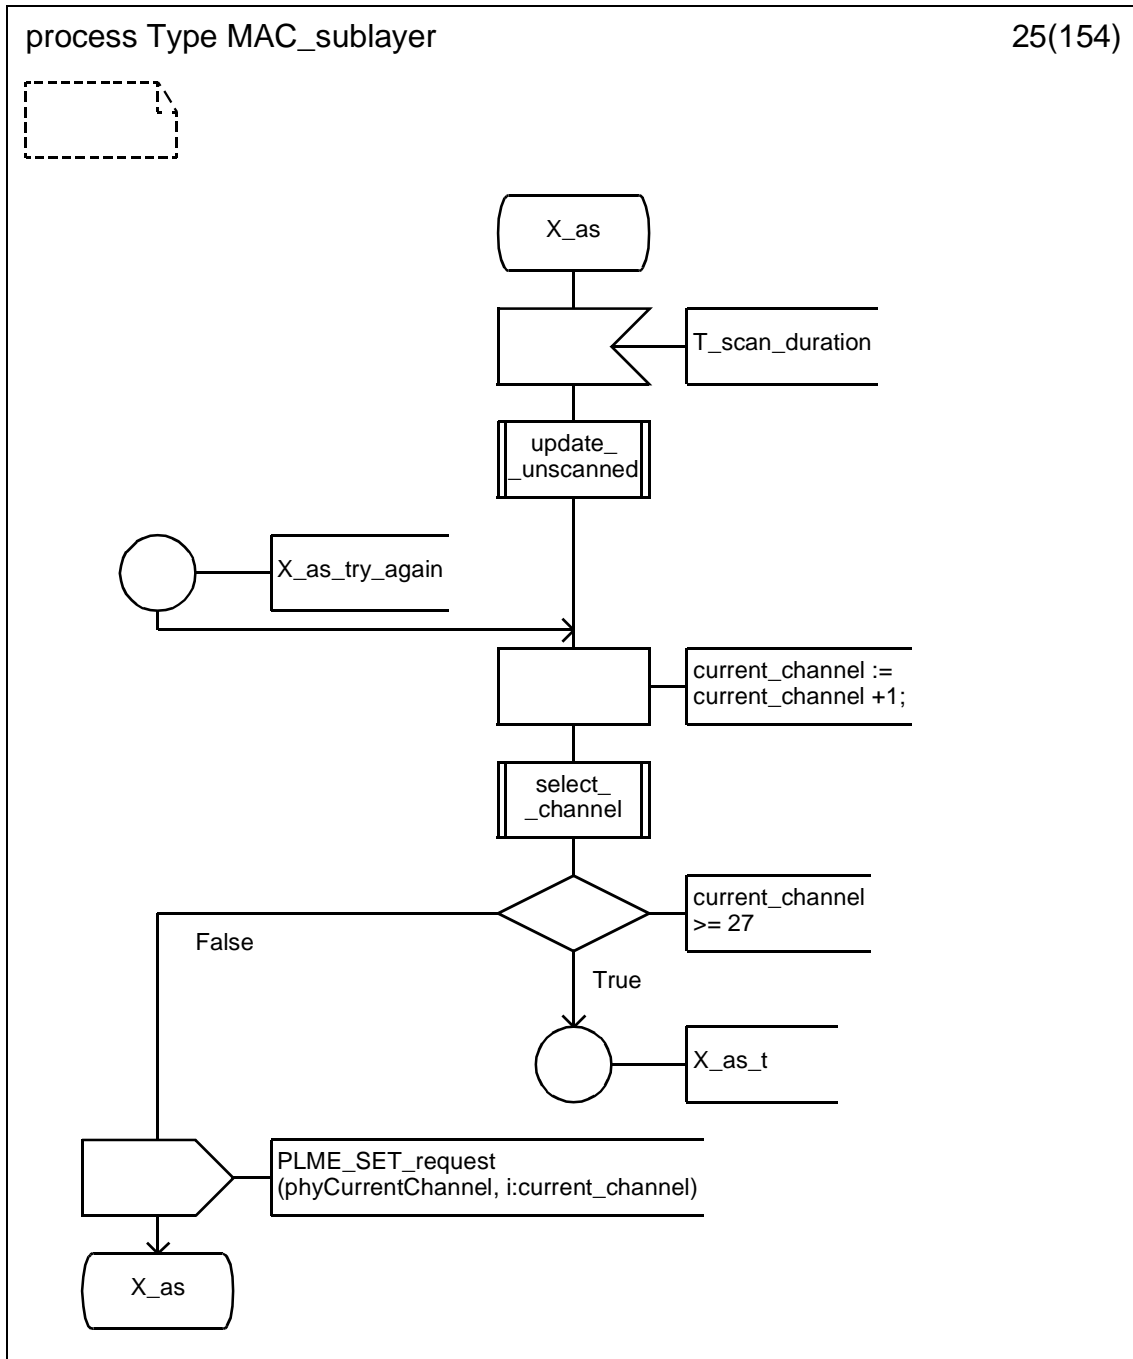 process Type MAC_sublayer
25(154)
X_as
T_scan_duration
update_
_unscanned
X_as_try_again
current_channel :=
current_channel +1;
select_
_channel
current_channel
>= 27
False
True
X_as_t
PLME_SET_request
(phyCurrentChannel, i:current_channel)
X_as